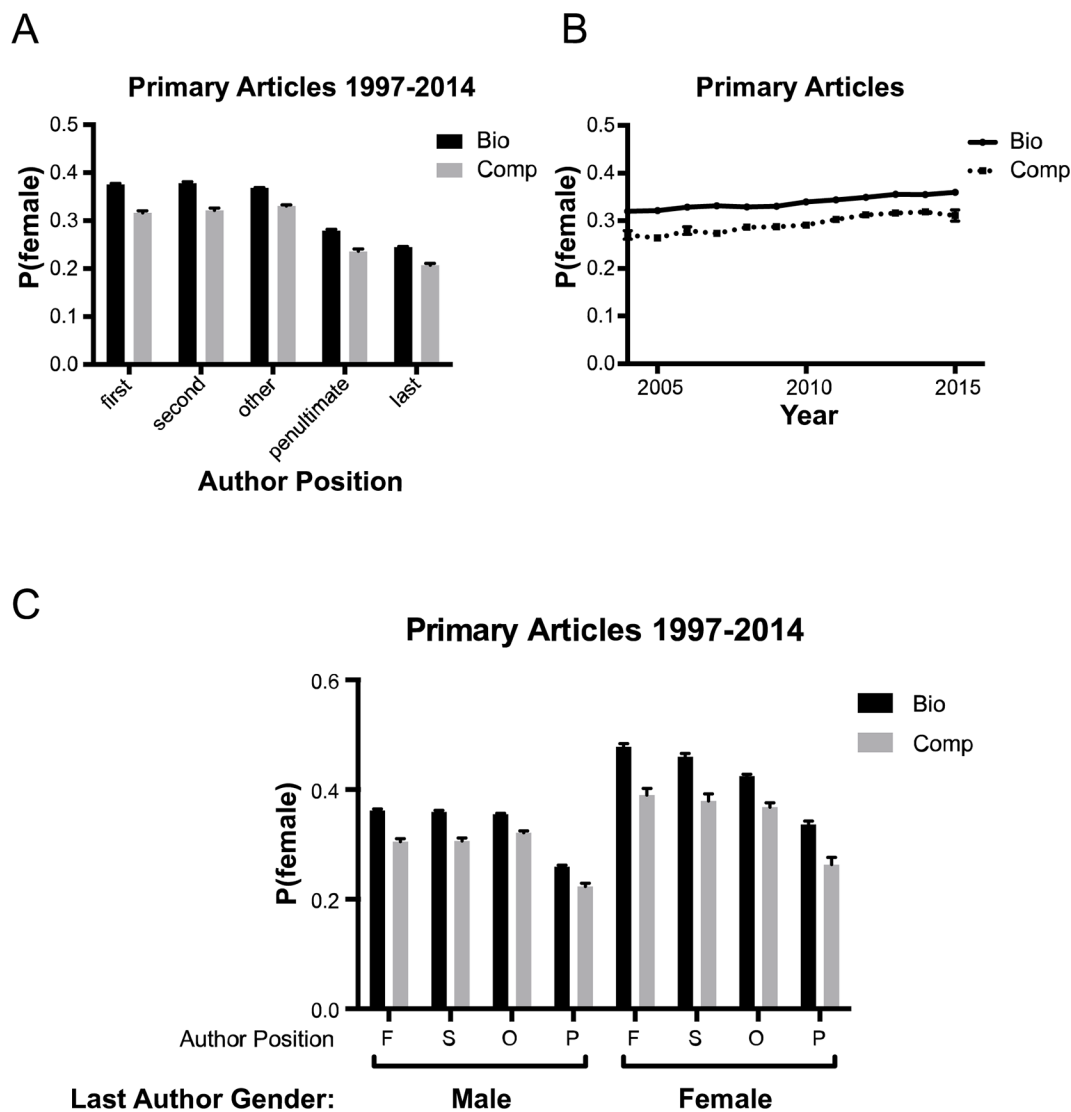 A
Primary Articles 1997-2014
P(female)
0.5
0.4
0.3
0.2
0.1
0.0
Bio
Comp
first
second
other
penultimate
last
Author Position
B
Primary Articles
P(female)
0.5
0.4
0.3
0.2
0.1
0.0
Bio
Comp
2005
2010
2015
Year
C
Primary Articles 1997-2014
P(female)
0.6
0.4
0.2
0.0
Bio
Comp
Author Position F S O P F S O P
Last Author Gender: Male Female